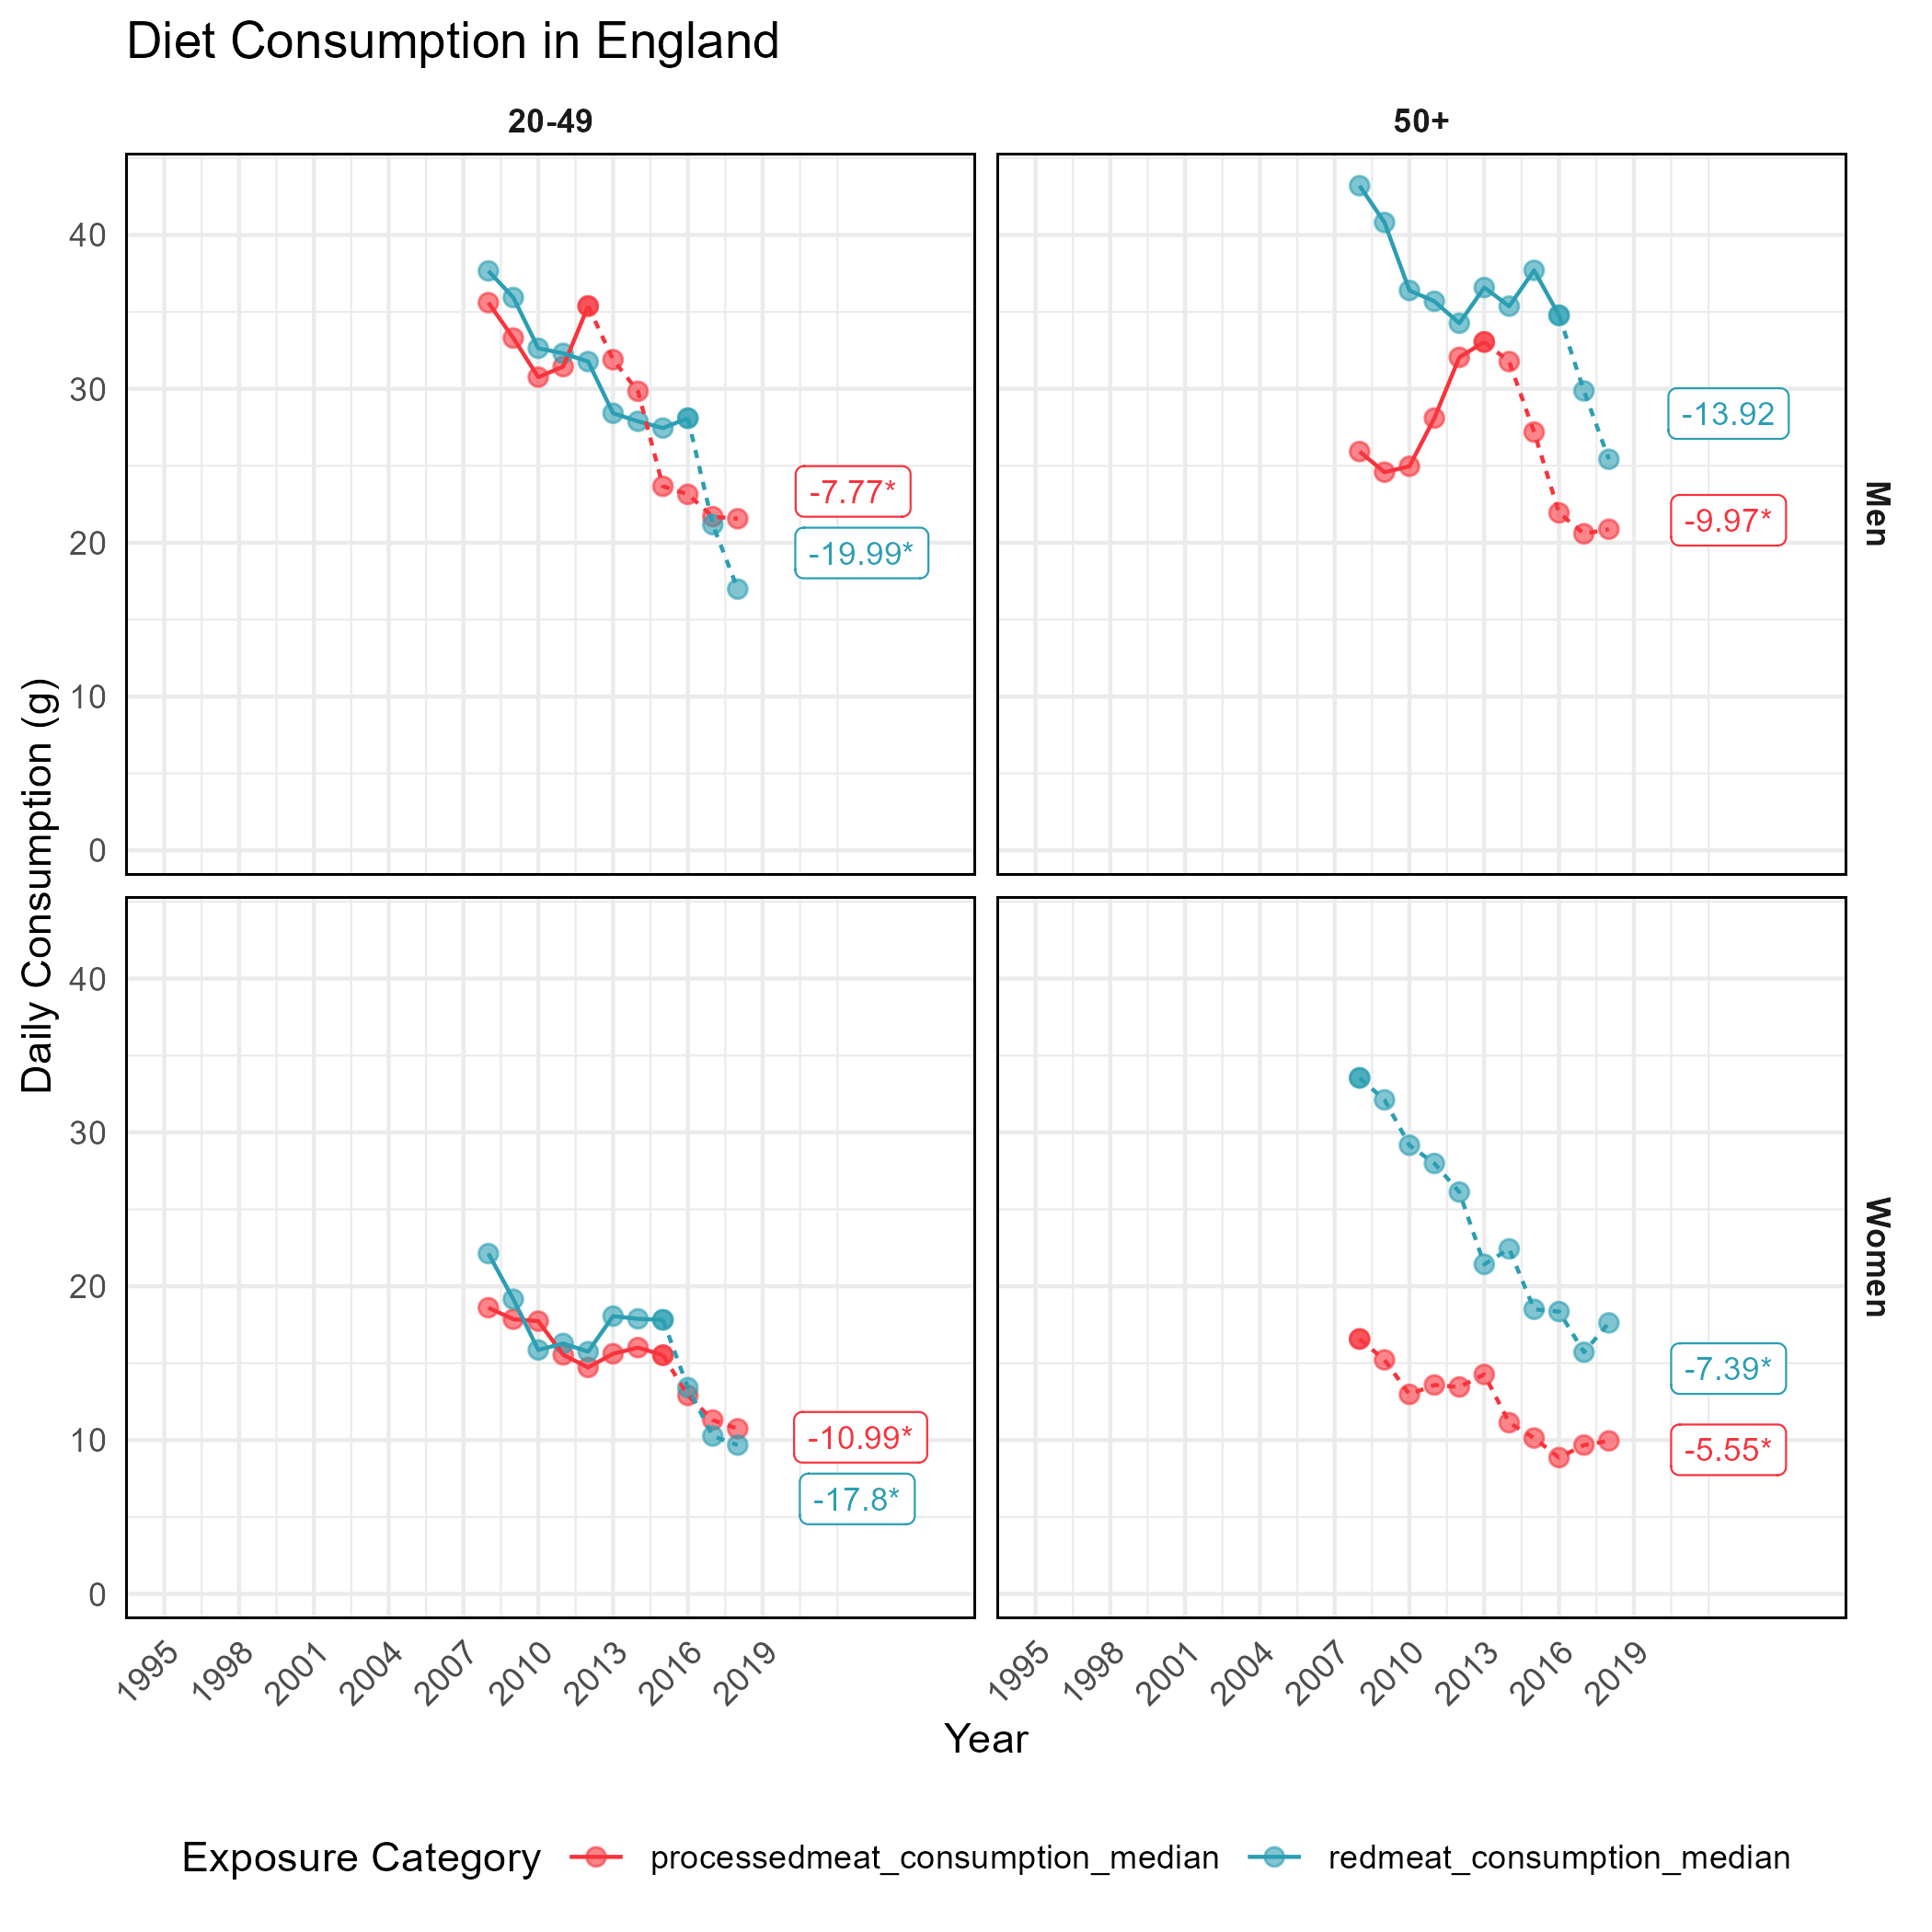 Diet Consumption in England
20-49
50+
40
30
20
10
0
-7.77*
-19.99*
-13.92
-9.97*
Men
Daily Consumption (g)
40
30
20
10
0
-10.99*
-17.8*
-7.39*
-5.55*
Women
1995 1998 2001 2004 2007 2010 2013 2016 2019
1995 1998 2001 2004 2007 2010 2013 2016 2019
Year
Exposure Category processedmeat_consumption_median redmeat_consumption_median